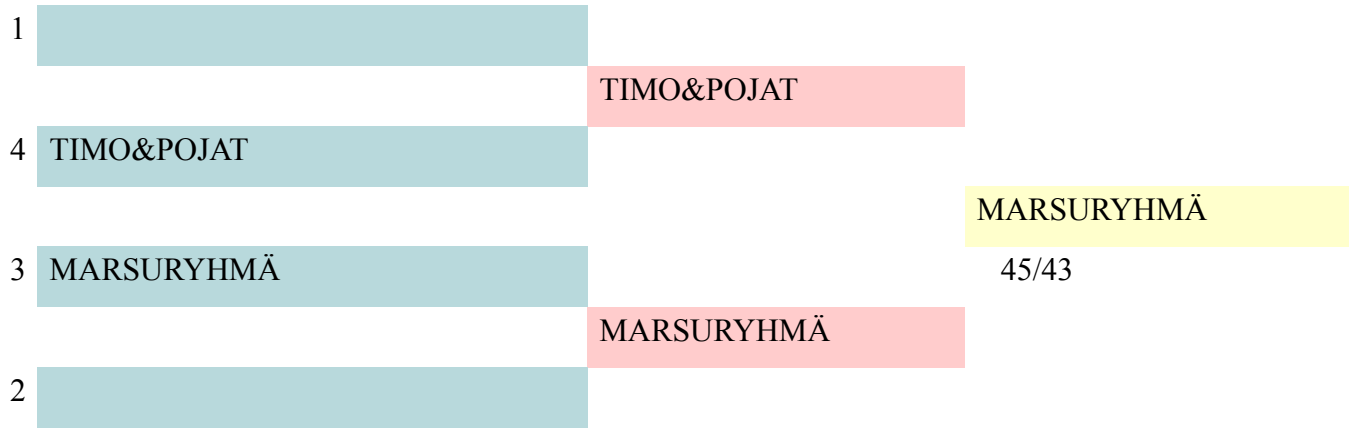 1
TIMO&POJAT
4 TIMO&POJAT
MARSURYHMÄ
3 MARSURYHMÄ 45/43
MARSURYHMÄ
2